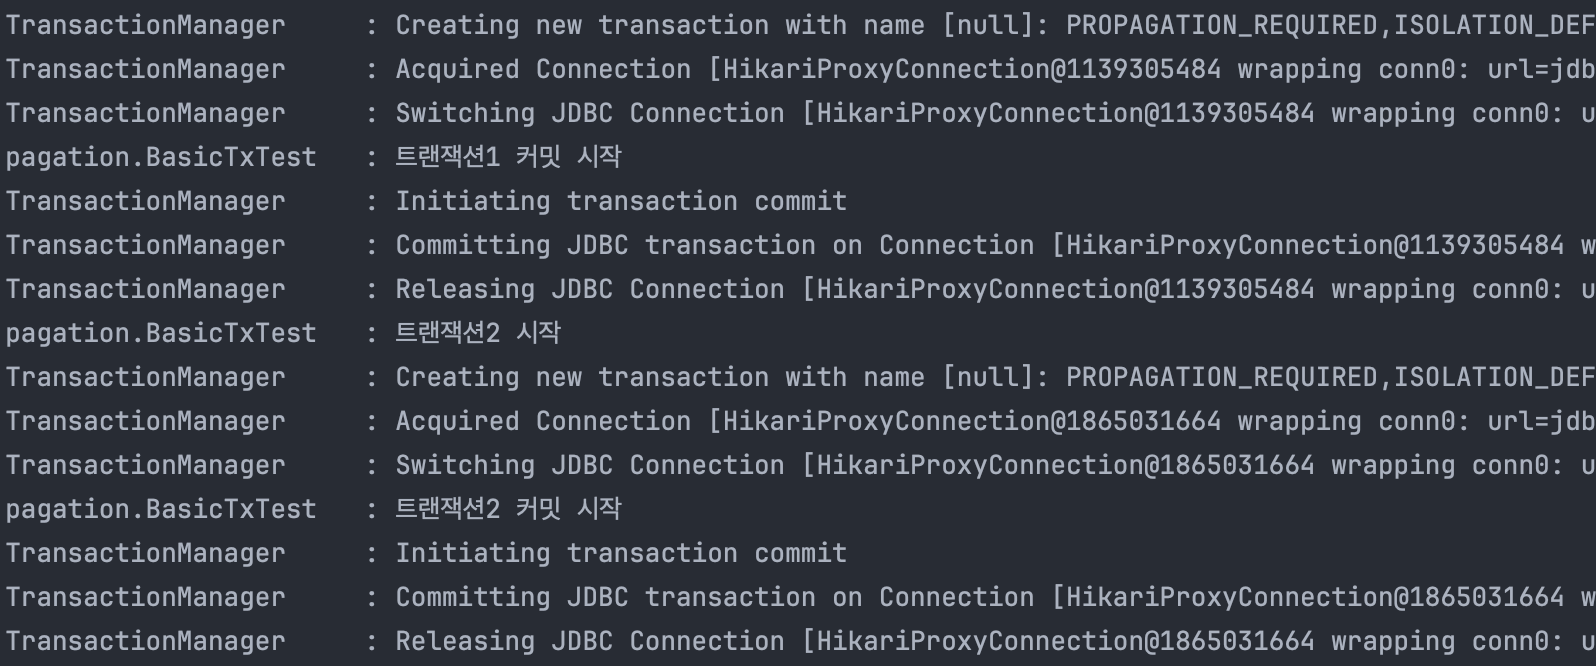 TransactionManager : Creating new transaction with name [null]: PROPAGATION_REQUIRED,ISOLATION_DEF
TransactionManager : Acquired Connection [HikariProxyConnection@1139305484 wrapping conn0: url=jdb
TransactionManager : Switching JDBC Connection [HikariProxyConnection@1139305484 wrapping conn0: u
pagation.BasicTxTest : 트랜잭션1 커밋 시작
TransactionManager : Initiating transaction commit
TransactionManager : Committing JDBC transaction on Connection [HikariProxyConnection@1139305484 w
TransactionManager : Releasing JDBC Connection [HikariProxyConnection@1139305484 wrapping conn0: u
pagation.BasicTxTest : 트랜잭션2 시작
TransactionManager : Creating new transaction with name [null]: PROPAGATION_REQUIRED,ISOLATION_DEF
TransactionManager : Acquired Connection [HikariProxyConnection@1865031664 wrapping conn0: url=jdb
TransactionManager : Switching JDBC Connection [HikariProxyConnection@1865031664 wrapping conn0: u
pagation.BasicTxTest : 트랜잭션2 커밋 시작
TransactionManager : Initiating transaction commit
TransactionManager : Committing JDBC transaction on Connection [HikariProxyConnection@1865031664 w
TransactionManager : Releasing JDBC Connection [HikariProxyConnection@1865031664 wrapping conn0: u